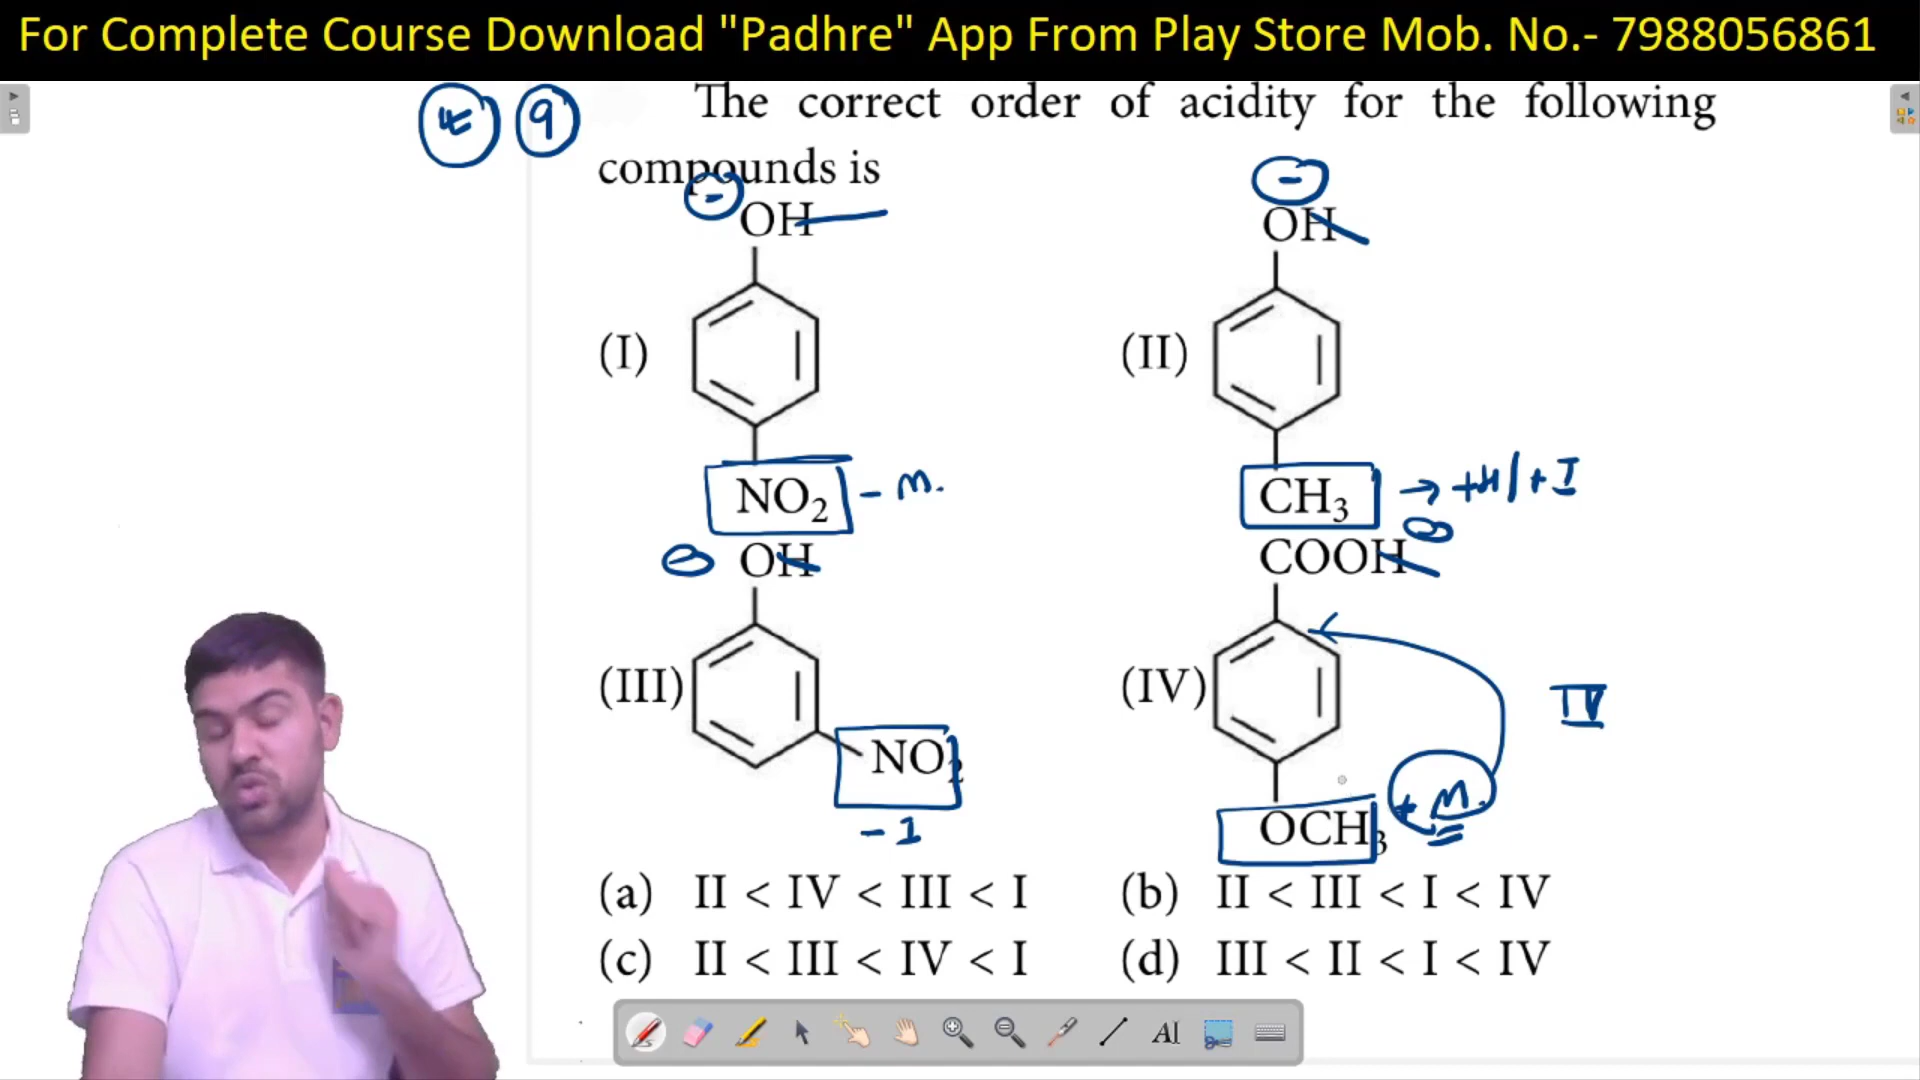 For Complete Course Download "Padhre" App From Play Store Mob. No.- 7988056861
9 The correct order of acidity for the following
compounds is
- -
OH OH
(I) (II)
NO₂ - M. CH₃ → +H/+I
OH COOH
(III) (IV) IV
NO₂ OCH₃ + M.
- I
(a) II < IV < III < I (b) II < III < I < IV
(c) II < III < IV < I (d) III < II < I < IV
AI